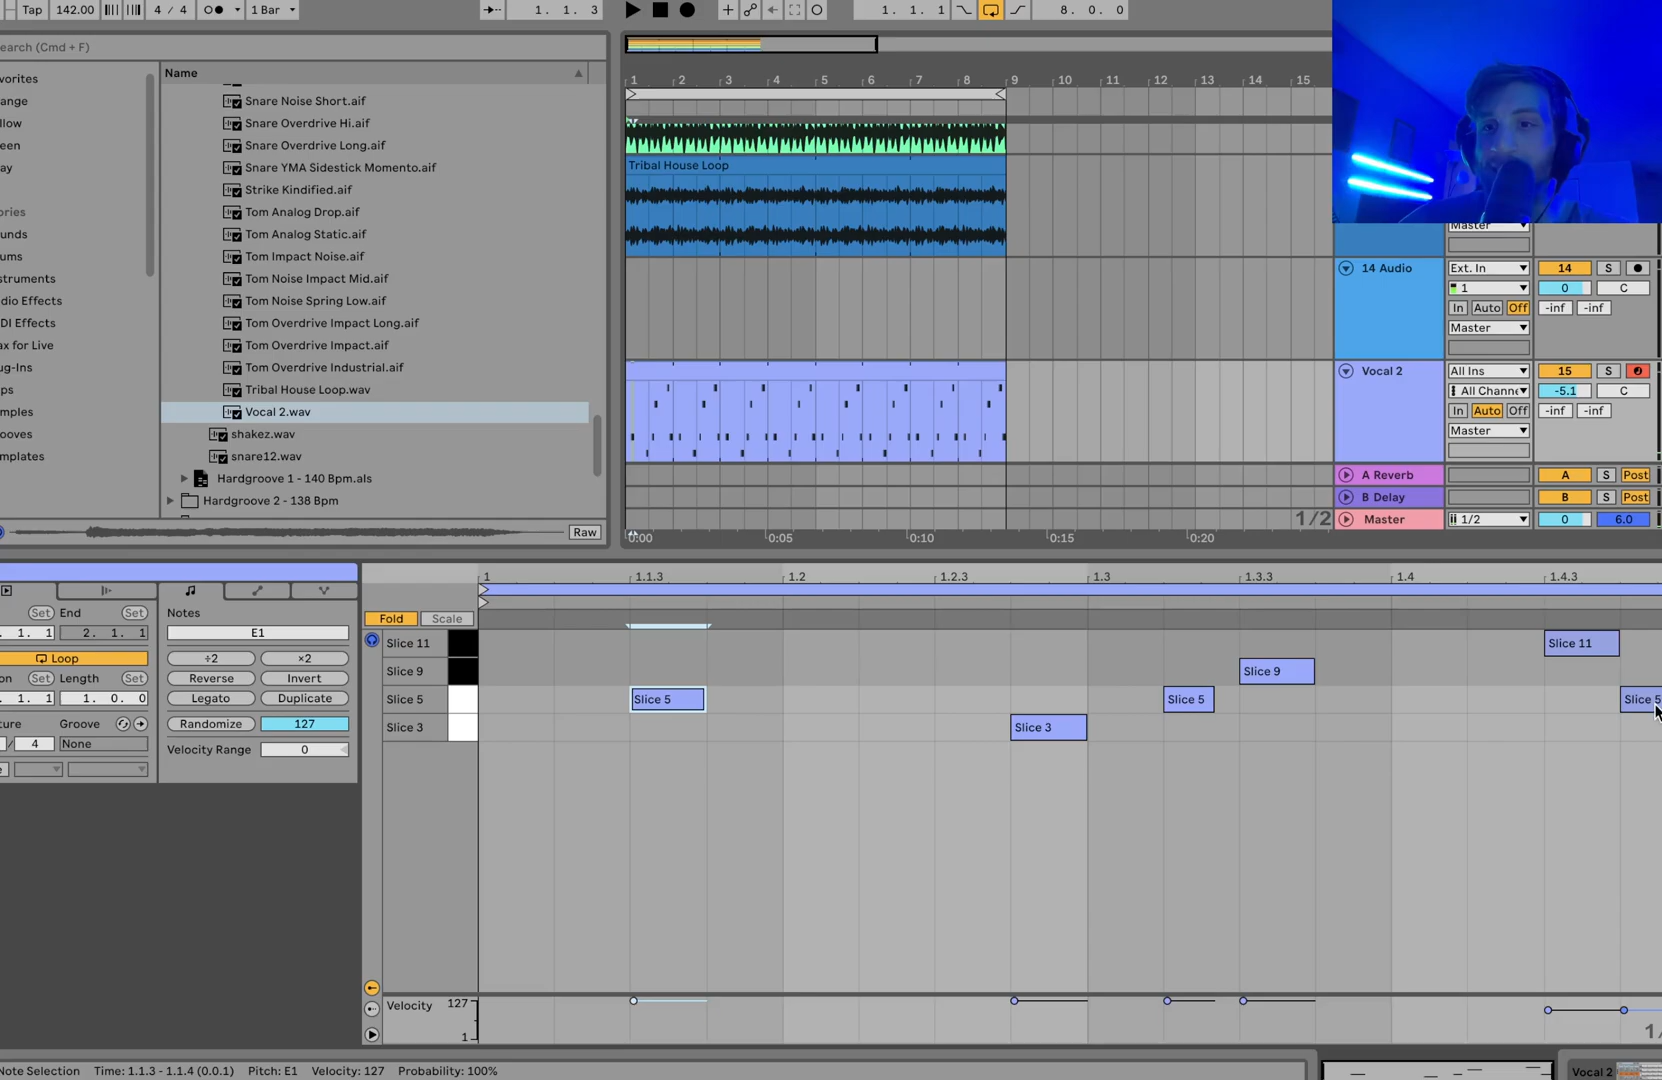 Tap 142.00 4 / 4 1 Bar 1. 1. 3 1. 1. 1 8. 0. 0
earch (Cmd + F)
Name
vorites
ange
llow
een
ay
ories
unds
ums
struments
dio Effects
DI Effects
ax for Live
ug-Ins
ps
mples
ooves
mplates
Snare Noise Short.aif
Snare Overdrive Hi.aif
Snare Overdrive Long.aif
Snare YMA Sidestick Momento.aif
Strike Kindified.aif
Tom Analog Drop.aif
Tom Analog Static.aif
Tom Impact Noise.aif
Tom Noise Impact Mid.aif
Tom Noise Spring Low.aif
Tom Overdrive Impact Long.aif
Tom Overdrive Impact.aif
Tom Overdrive Industrial.aif
Tribal House Loop.wav
Vocal 2.wav
shakez.wav
snare12.wav
Hardgroove 1 - 140 Bpm.als
Hardgroove 2 - 138 Bpm
Raw
1 2 3 4 5 6 7 8 9 10 11 12 13 14 15
Tribal House Loop
1/2
0:00 0:05 0:10 0:15 0:20
Master
14 Audio Ext. In 14 S
1 0 C
In Auto Off -inf -inf
Master
Vocal 2 All Ins 15 S
All Channe -5.1 C
In Auto Off -inf -inf
Master
A Reverb A S Post
B Delay B S Post
Master 1/2 0 6.0
Set End Set
1. 1 2. 1. 1
Loop
on Set Length Set
1. 1 1. 0. 0
ture Groove
/ 4 None
Notes
E1
÷2 ×2
Reverse Invert
Legato Duplicate
Randomize 127
Velocity Range 0
1 1.1.3 1.2 1.2.3 1.3 1.3.3 1.4 1.4.3
Fold Scale
Slice 11 Slice 11
Slice 9 Slice 9
Slice 5 Slice 5 Slice 5 Slice 5
Slice 3 Slice 3
Velocity 127
1
Note Selection Time: 1.1.3 - 1.1.4 (0.0.1) Pitch: E1 Velocity: 127 Probability: 100%
Vocal 2